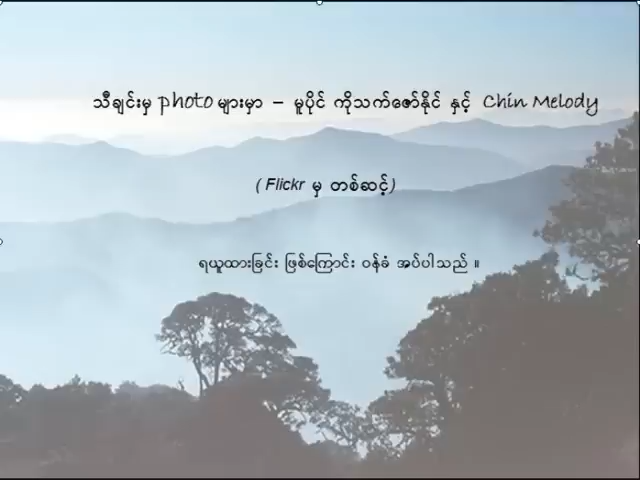 သီချင်းမှ photo များမှာ - မူပိုင် ကိုသက်ဇော်နိုင် နှင့် Chin Melody
( Flickr မှ တစ်ဆင့်)
ရယူထားခြင်း ဖြစ်ကြောင်း ဝန်ခံ အပ်ပါသည် ။